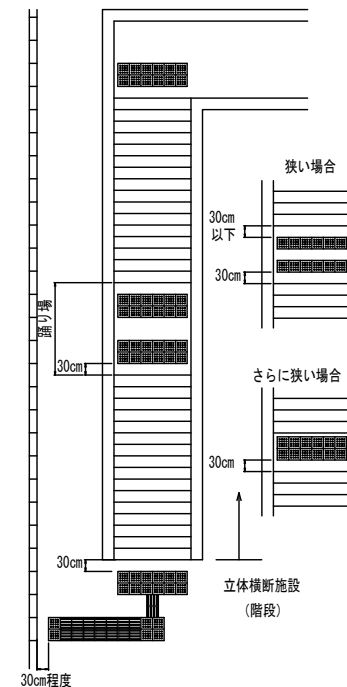 狭い場合
30cm
以下
30cm
踊り場
30cm
さらに狭い場合
30cm
30cm
立体横断施設
(階段)
30cm程度